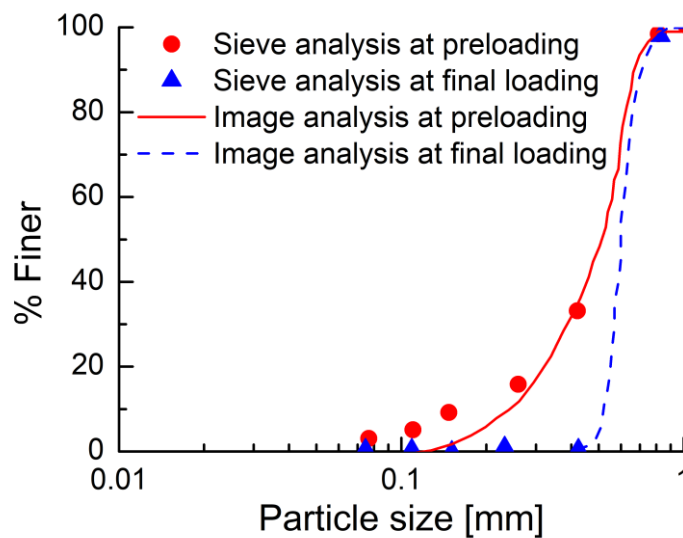 100
80
60
40
20
0
% Finer
Sieve analysis at preloading
Sieve analysis at final loading
Image analysis at preloading
Image analysis at final loading
0.01
0.1
1
Particle size [mm]